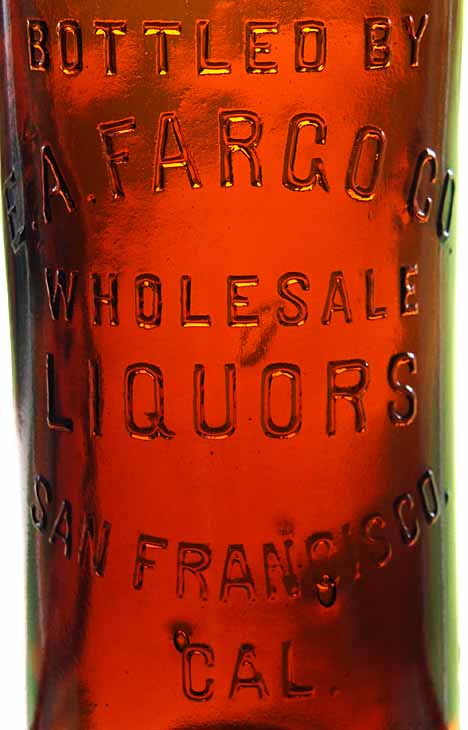 BOTTLED BY
E.A. FARGO CO
WHOLESALE
LIQUORS
SAN FRANCISCO.
CAL.